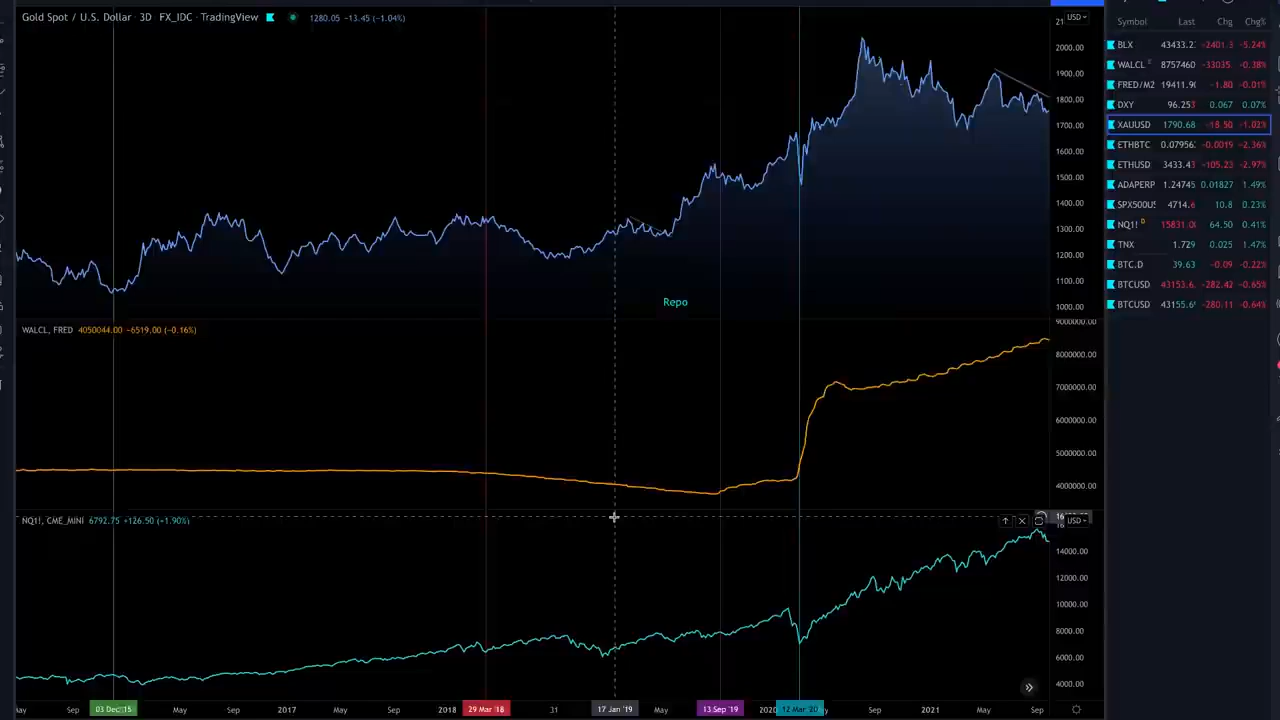 Gold Spot / U.S. Dollar · 3D · FX_IDC · TradingView 1280.05 −13.45 (−1.04%)
USD
2000.00
1900.00
1800.00
1700.00
1600.00
1500.00
1400.00
1300.00
1200.00
1100.00
1000.00
Repo
WALCL, FRED 4050044.00 −6519.00 (−0.16%)
9000000.00
8000000.00
7000000.00
6000000.00
5000000.00
4000000.00
NQ1!, CME_MINI 6792.75 +126.50 (+1.90%)
USD
14000.00
12000.00
10000.00
8000.00
6000.00
4000.00
Sep 03 Dec '15 May Sep 2017 May Sep 2018 29 Mar '18 31 17 Jan '19 May 13 Sep '19 2020 12 Mar '20 Sep 2021 May Sep
Symbol Last Chg Chg%
BLX 43433.2 −2401.3 −5.24%
WALCL 8757460 −33035 −0.38%
FRED/M2 19411.90 −1.80 −0.01%
DXY 96.253 0.067 0.07%
XAUUSD 1790.68 −18.50 −1.02%
ETHBTC 0.07956 −0.0019 −2.36%
ETHUSD 3433.43 −105.23 −2.97%
ADAPERP 1.24745 0.01827 1.49%
SPX500US 4714.6 10.8 0.23%
NQ1! D 15831.00 64.50 0.41%
TNX 1.729 0.025 1.47%
BTC.D 39.63 −0.09 −0.22%
BTCUSD 43153.6 −282.42 −0.65%
BTCUSD 43155.6 −280.11 −0.64%